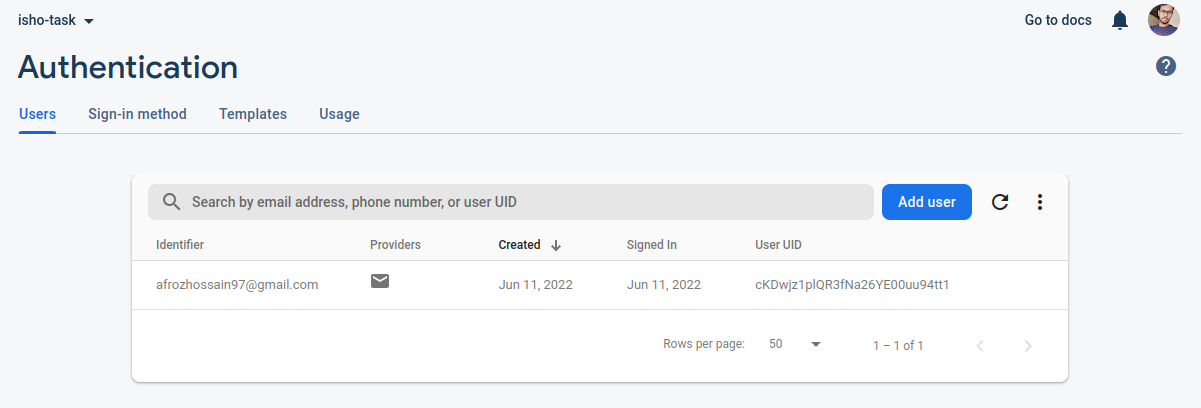 isho-task
Go to docs
Authentication
?
Users Sign-in method Templates Usage
Search by email address, phone number, or user UID
Add user
Identifier Providers Created Signed In User UID
afrozhossain97@gmail.com Jun 11, 2022 Jun 11, 2022 cKDwjz1plQR3fNa26YE00uu94tt1
Rows per page: 50 1 – 1 of 1